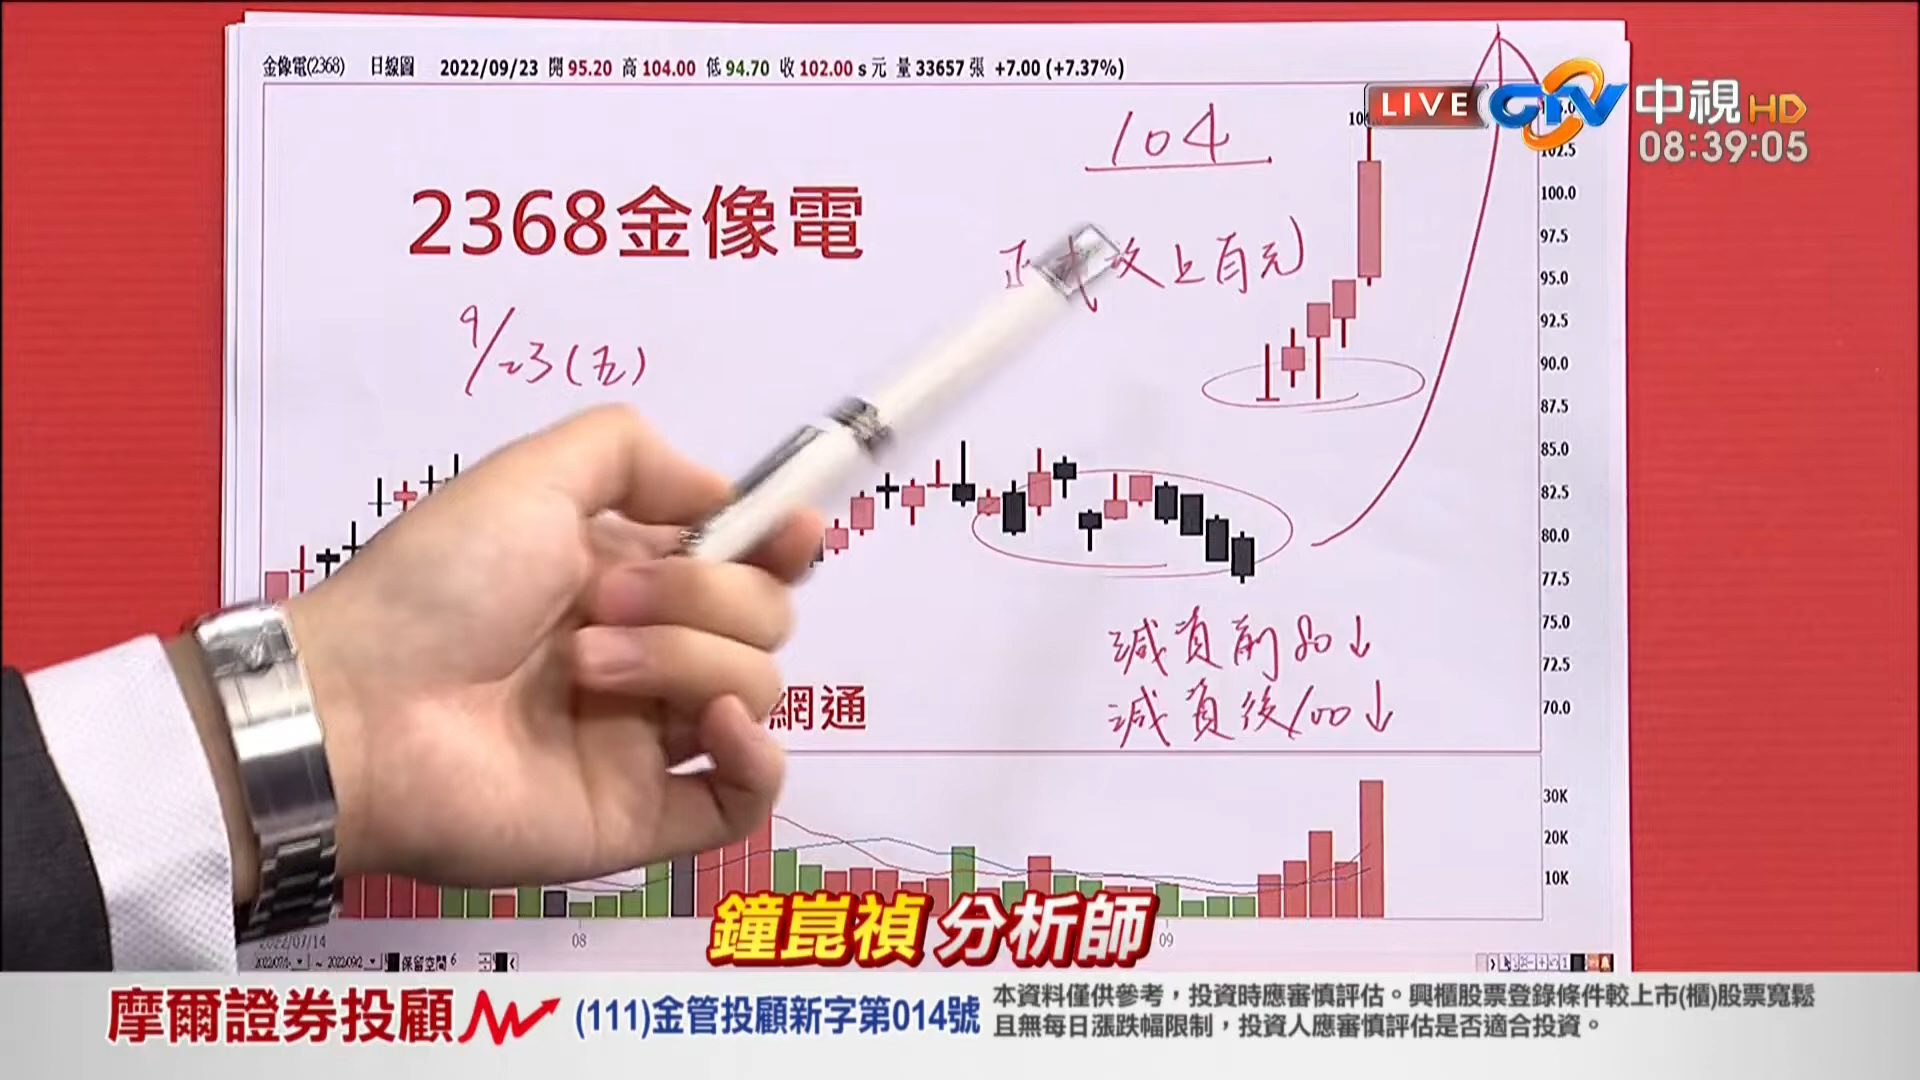 金像電(2368) 日線圖 2022/09/23 開 95.20 高 104.00 低 94.70 收 102.00 s 元 量 33657 張 +7.00 (+7.37%)
LIVE CTV 中視 HD
08:39:05
104
2368金像電
正式攻上百元
9/23(五)
102.5
100.0
97.5
95.0
92.5
90.0
87.5
85.0
82.5
80.0
77.5
75.0
72.5
70.0
減資前80↓
減資後100↓
網通
30K
20K
10K
2022/07/14
08
09
保留空間 6
鐘崑禎 分析師
摩爾證券投顧
(111)金管投顧新字第014號
本資料僅供參考，投資時應審慎評估。興櫃股票登錄條件較上市(櫃)股票寬鬆
且無每日漲跌幅限制，投資人應審慎評估是否適合投資。